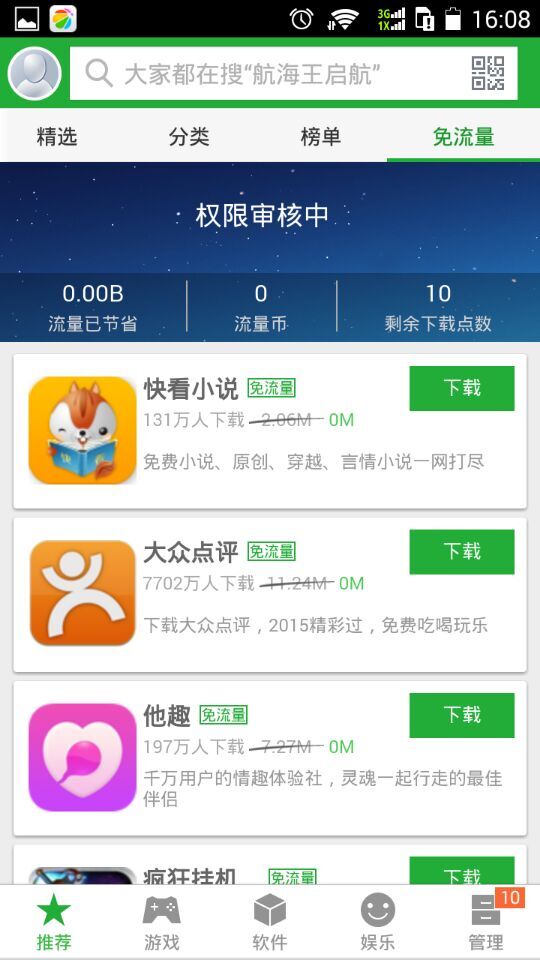 3G
1X
16:08
大家都在搜“航海王启航”
精选
分类
榜单
免流量
权限审核中
0.00B
0
10
流量已节省
流量币
剩余下载点数
快看小说 免流量
下载
131万人下载 2.06M 0M
免费小说、原创、穿越、言情小说一网打尽
大众点评 免流量
下载
7702万人下载 11.24M 0M
下载大众点评，2015精彩过，免费吃喝玩乐
他趣 免流量
下载
197万人下载 7.27M 0M
千万用户的情趣体验社，灵魂一起行走的最佳
伴侣
疯狂挂机 免流量
下载
10
推荐
游戏
软件
娱乐
管理